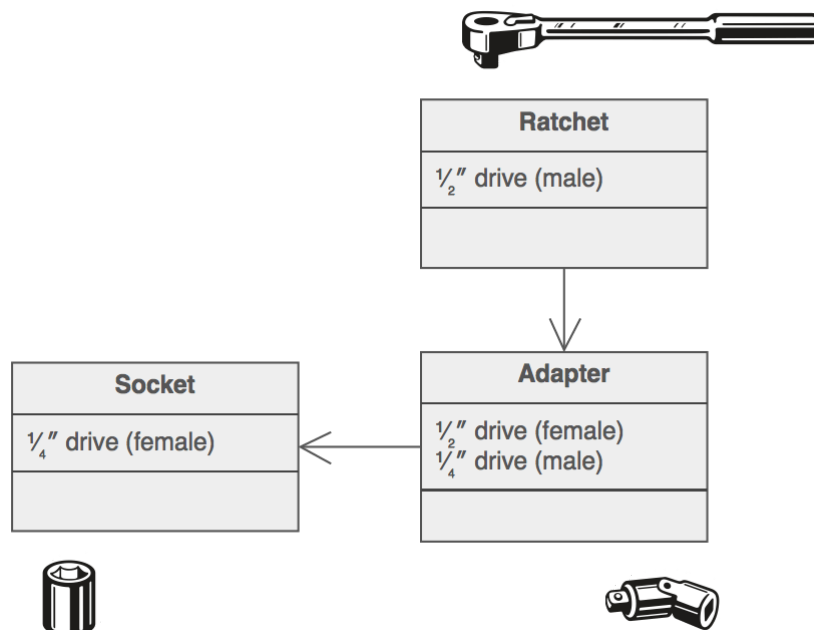 Ratchet
½″ drive (male)
Socket
¼″ drive (female)
Adapter
½″ drive (female)
¼″ drive (male)